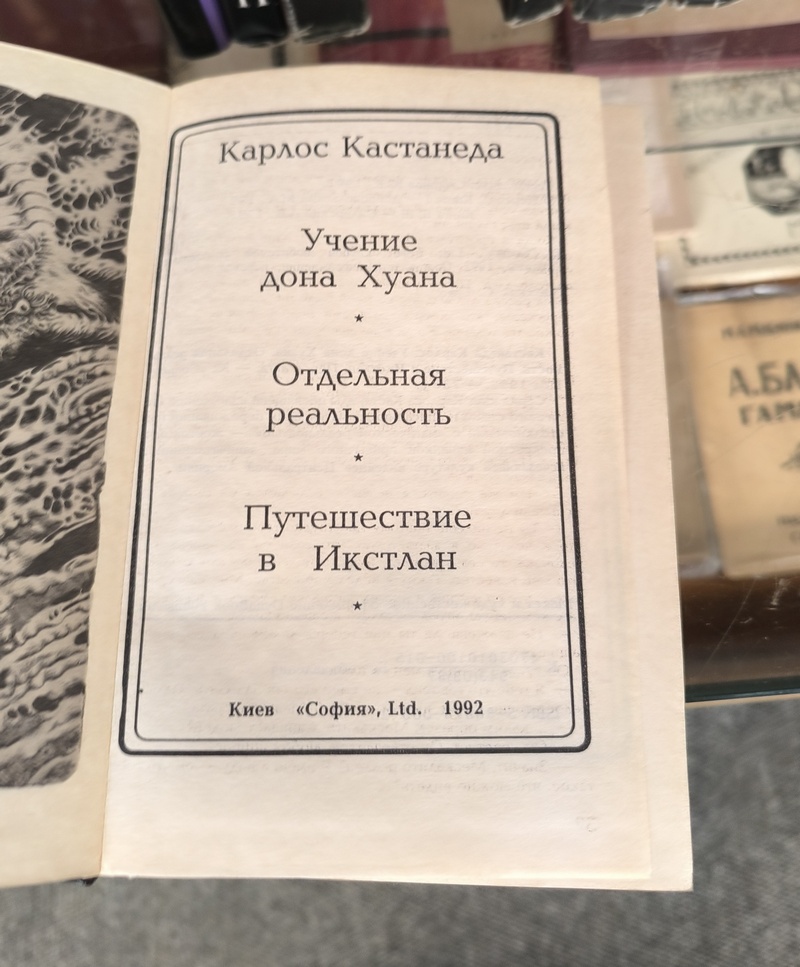 Карлос Кастанеда
Учение
дона Хуана
★
Отдельная
реальность
★
Путешествие
в Икстлан
★
Киев «София», Ltd. 1992